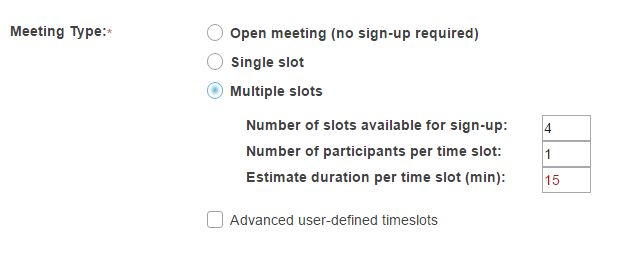 Meeting Type:*
Open meeting (no sign-up required)
Single slot
Multiple slots
Number of slots available for sign-up: 4
Number of participants per time slot: 1
Estimate duration per time slot (min): 15
Advanced user-defined timeslots